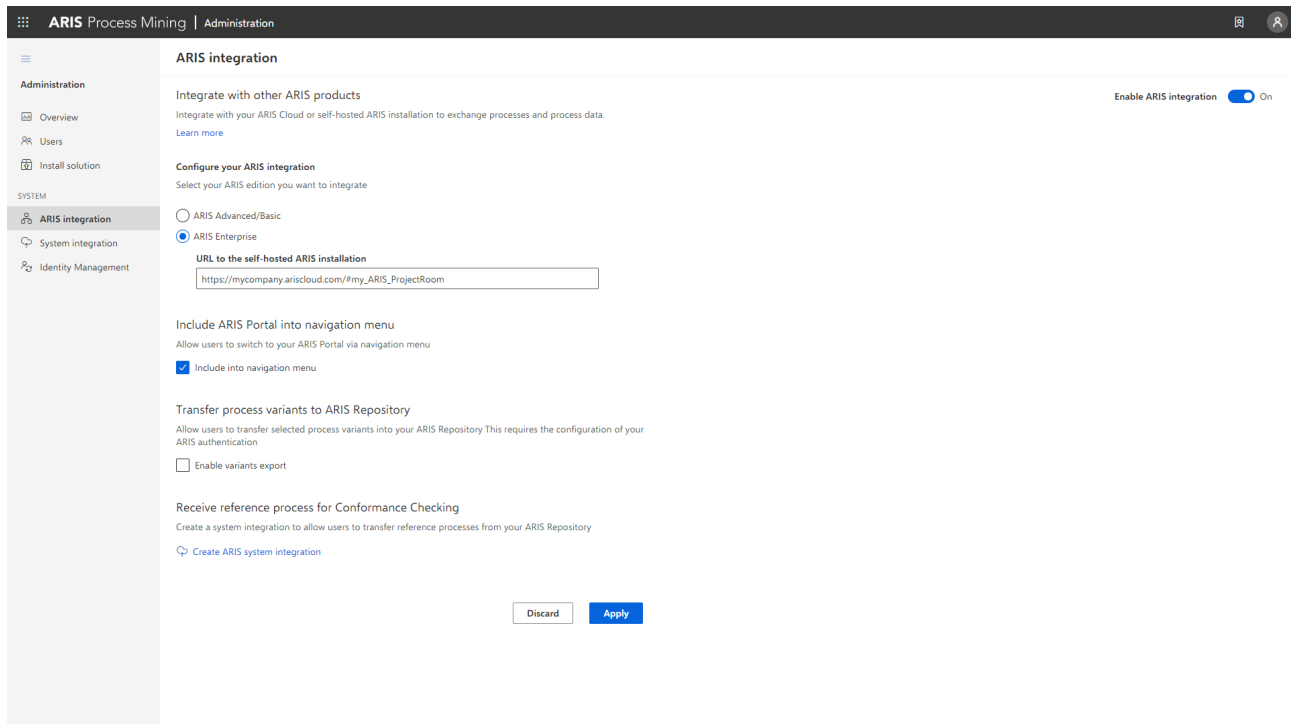 ARIS Process Mining | Administration
Administration
Overview
Users
Install solution
SYSTEM
ARIS integration
System integration
Identity Management
ARIS integration
Integrate with other ARIS products
Enable ARIS integration On
Integrate with your ARIS Cloud or self-hosted ARIS installation to exchange processes and process data.
Learn more
Configure your ARIS integration
Select your ARIS edition you want to integrate
ARIS Advanced/Basic
ARIS Enterprise
URL to the self-hosted ARIS installation
https://mycompany.ariscloud.com/#my_ARIS_ProjectRoom
Include ARIS Portal into navigation menu
Allow users to switch to your ARIS Portal via navigation menu
Include into navigation menu
Transfer process variants to ARIS Repository
Allow users to transfer selected process variants into your ARIS Repository This requires the configuration of your
ARIS authentication
Enable variants export
Receive reference process for Conformance Checking
Create a system integration to allow users to transfer reference processes from your ARIS Repository
Create ARIS system integration
Discard
Apply